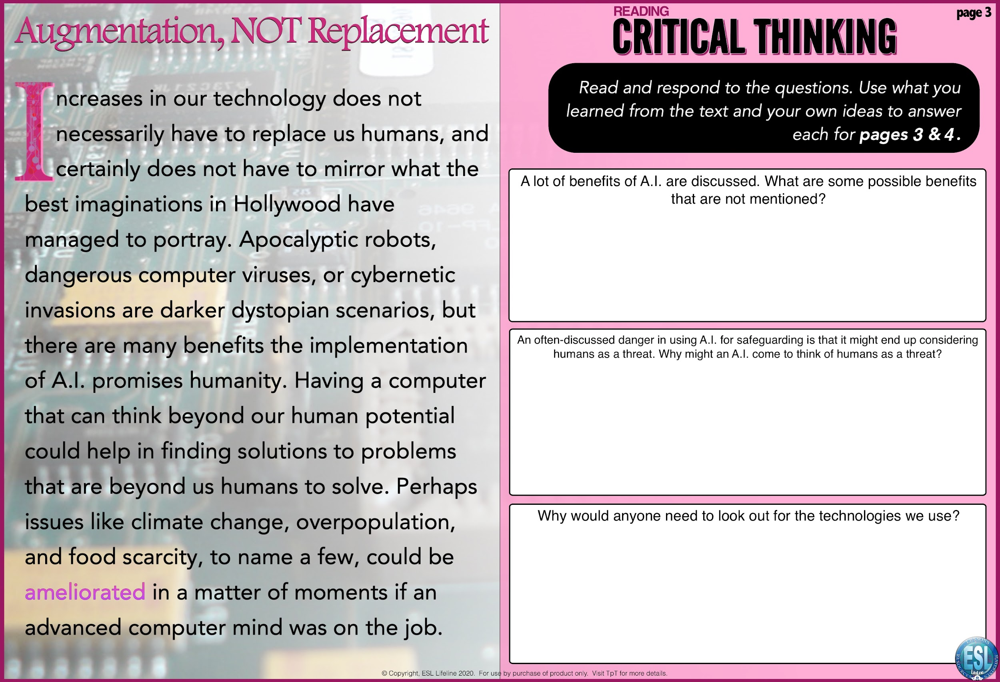 Augmentation, NOT Replacement
Increases in our technology does not
necessarily have to replace us humans, and
certainly does not have to mirror what the
best imaginations in Hollywood have
managed to portray. Apocalyptic robots,
dangerous computer viruses, or cybernetic
invasions are darker dystopian scenarios, but
there are many benefits the implementation
of A.I. promises humanity. Having a computer
that can think beyond our human potential
could help in finding solutions to problems
that are beyond us humans to solve. Perhaps
issues like climate change, overpopulation,
and food scarcity, to name a few, could be
ameliorated in a matter of moments if an
advanced computer mind was on the job.
READING
CRITICAL THINKING
page 3
Read and respond to the questions. Use what you
learned from the text and your own ideas to answer
each for pages 3 & 4.
A lot of benefits of A.I. are discussed. What are some possible benefits
that are not mentioned?
An often-discussed danger in using A.I. for safeguarding is that it might end up considering
humans as a threat. Why might an A.I. come to think of humans as a threat?
Why would anyone need to look out for the technologies we use?
© Copyright, ESL Lifeline 2020. For use by purchase of product only. Visit TpT for more details.
LESSONS
RESOURCES
MATERIALS
ESL
LifeLine